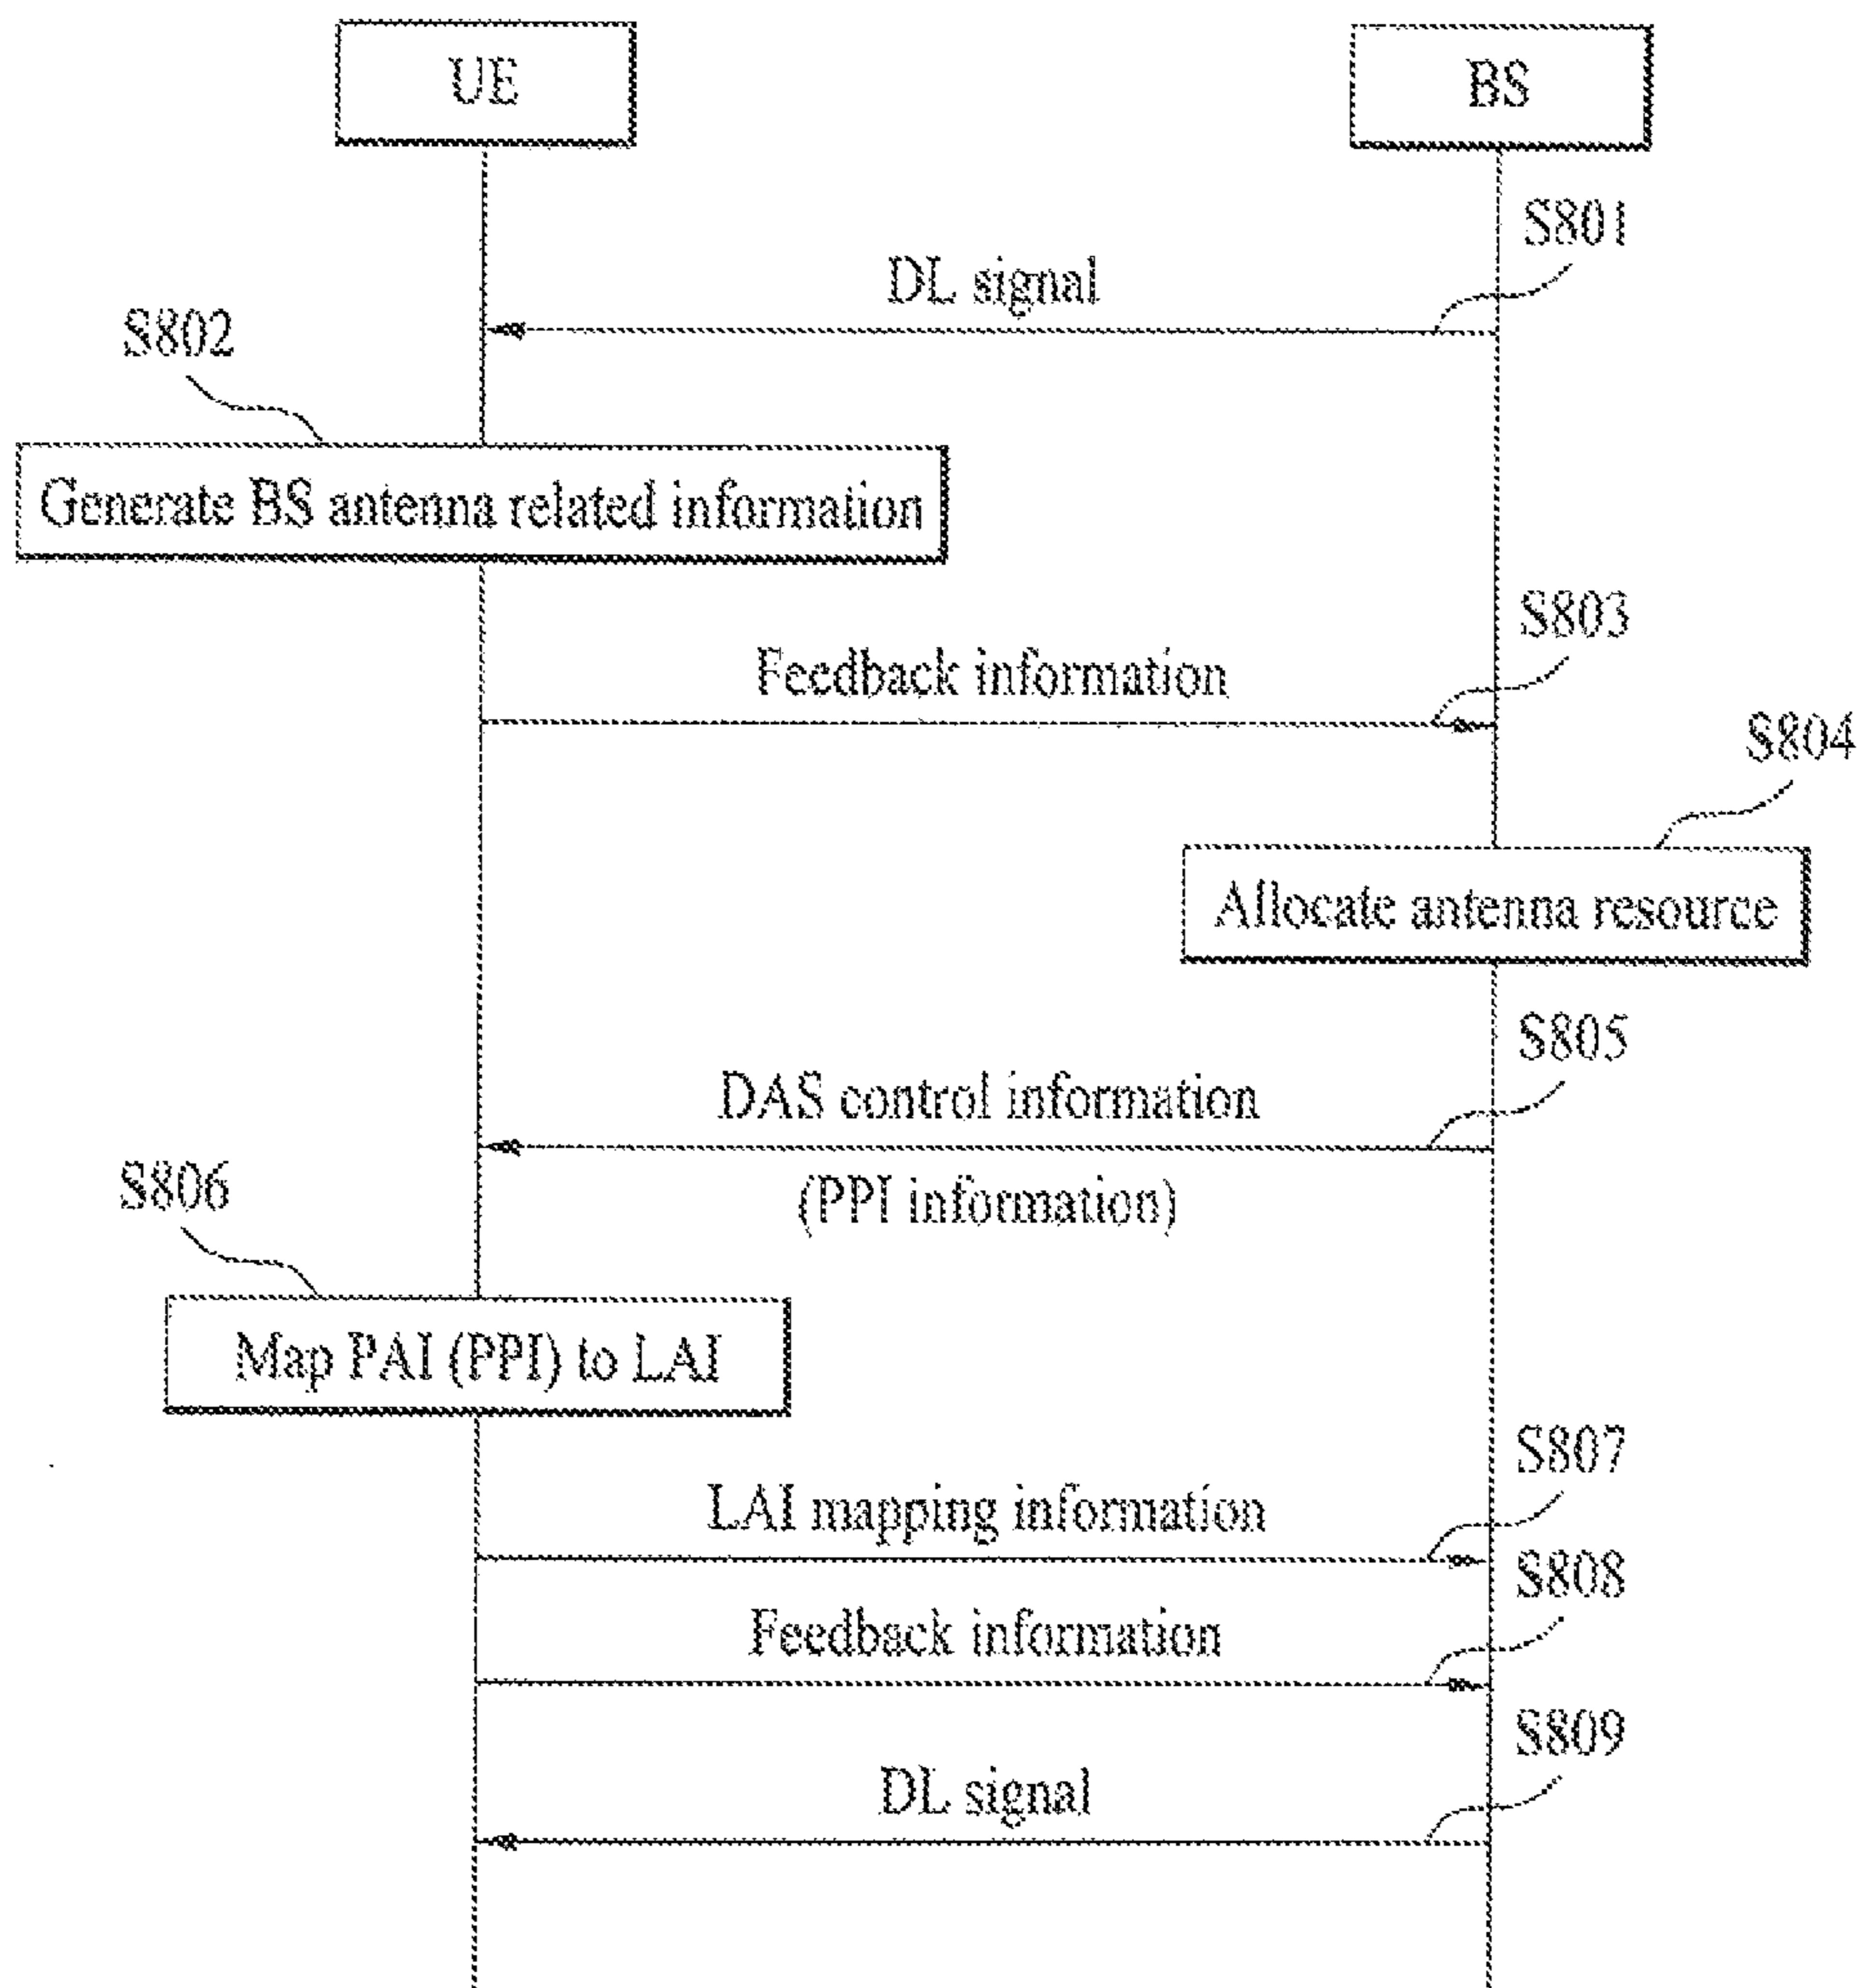 UE
BS
S801
DL signal
S802
Generate BS antenna related information
S803
Feedback information
S804
Allocate antenna resource
S805
DAS control information
(PPI information)
S806
Map PAI (PPI) to LAI
S807
LAI mapping information
S808
Feedback information
S809
DL signal